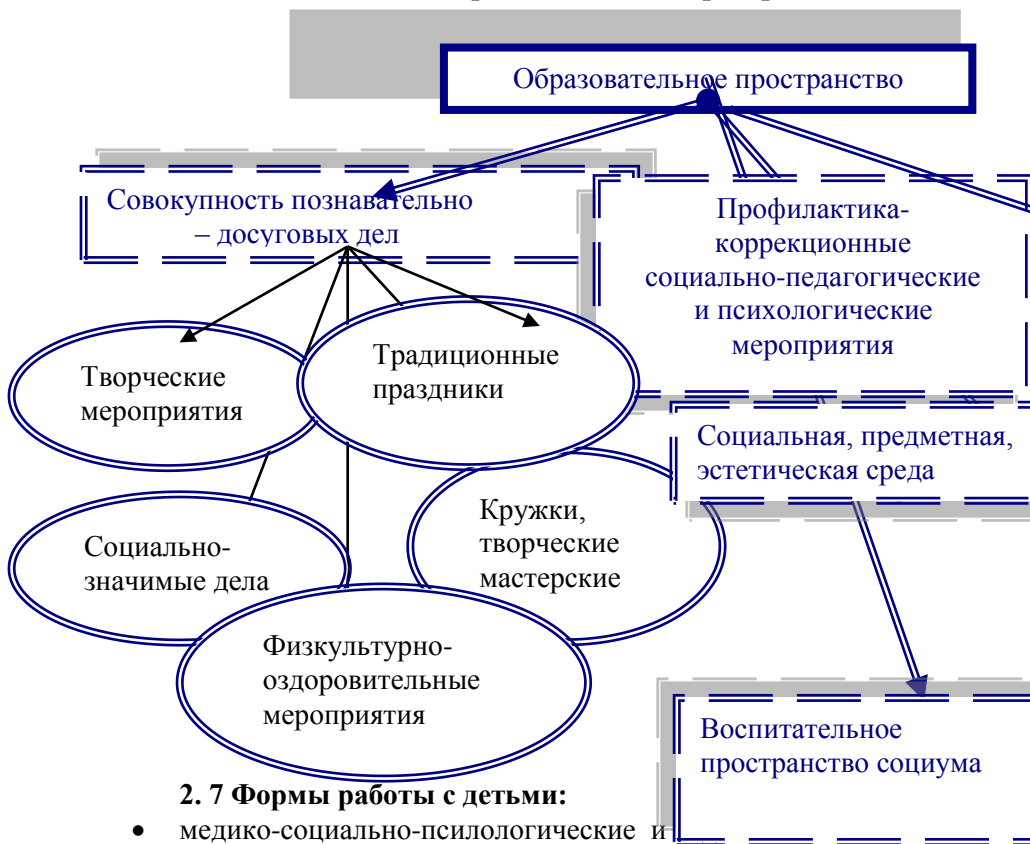 Образовательное пространство
Совокупность познавательно
– досуговых дел
Профилактика-
коррекционные
социально-педагогические
и психологические
мероприятия
Творческие
мероприятия
Традиционные
праздники
Социальная, предметная,
эстетическая среда
Социально-
значимые дела
Кружки,
творческие
мастерские
Физкультурно-
оздоровительные
мероприятия
Воспитательное
пространство социума
2. 7 Формы работы с детьми:
• медико-социально-псилологические и